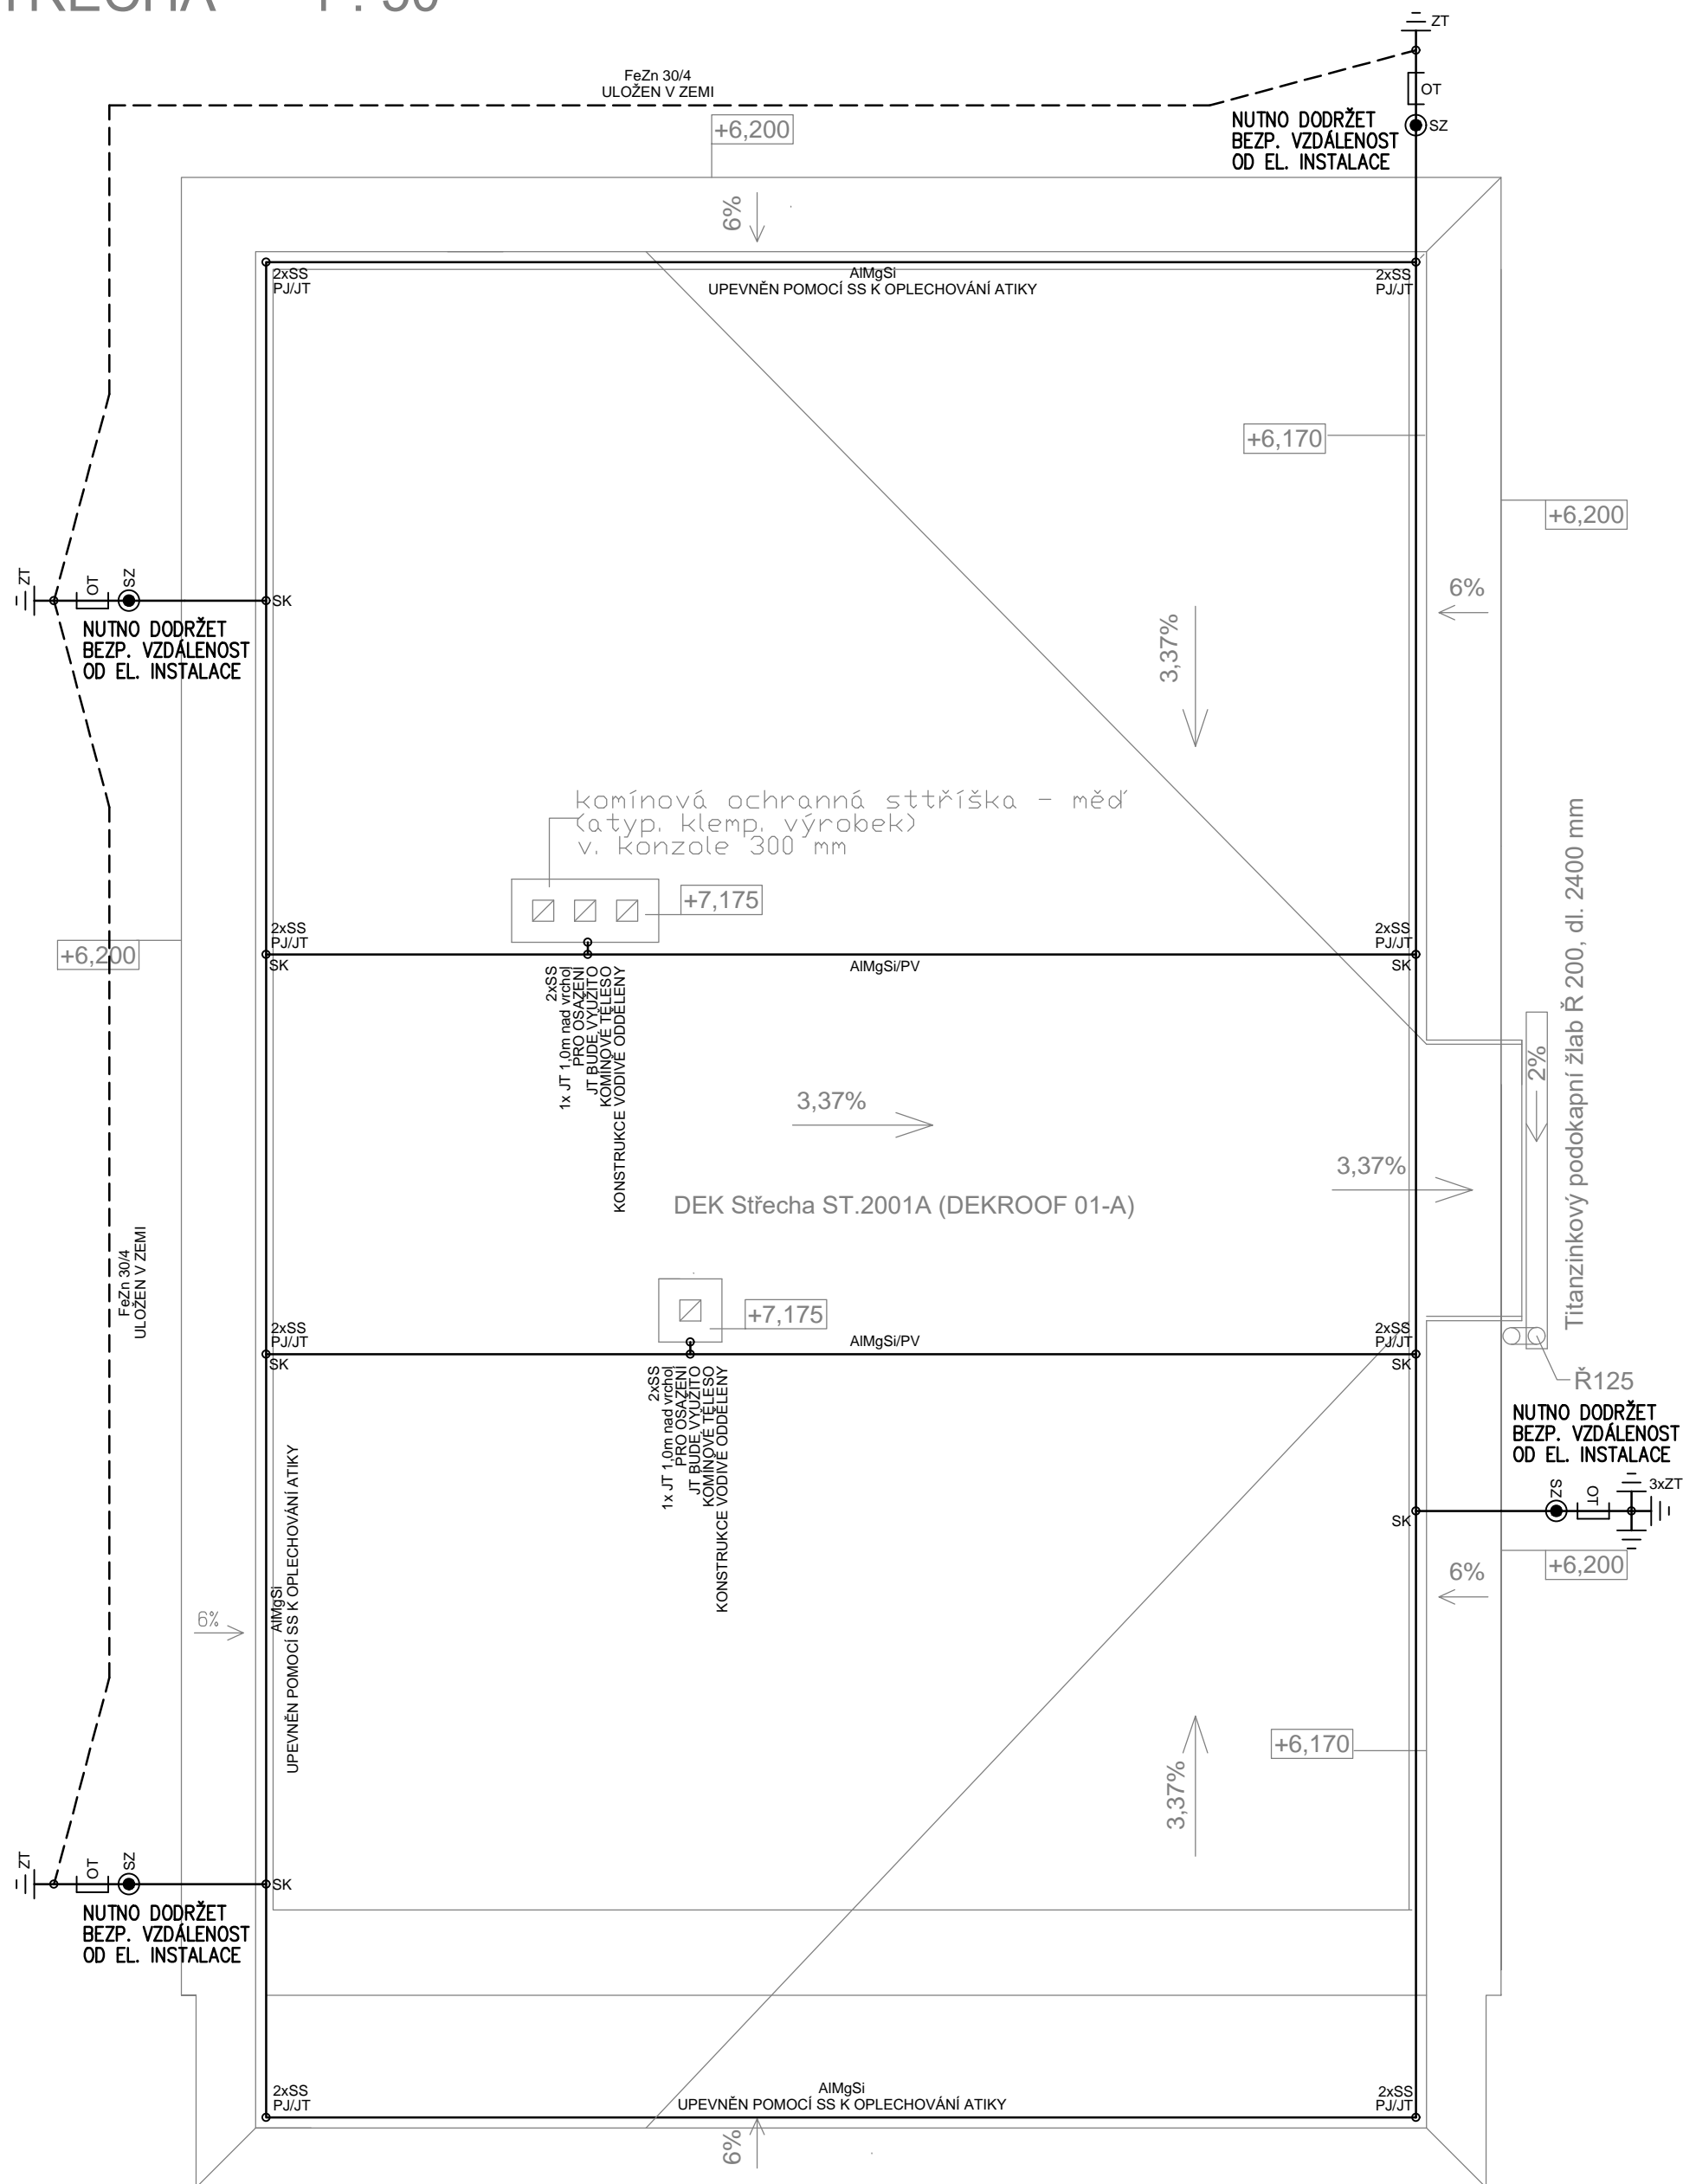 1 : 50
ZT
FeZn 30/4
ULOŽEN V ZEMI
OT
SZ
NUTNO DODRŽET
BEZP. VZDÁLENOST
OD EL. INSTALACE
+6,200
6%
2xSS
PJ/JT
AlMgSi
UPEVNĚN POMOCÍ SS K OPLECHOVÁNÍ ATIKY
2xSS
PJ/JT
+6,170
+6,200
6%
ZT
OT
SZ
SK
NUTNO DODRŽET
BEZP. VZDÁLENOST
OD EL. INSTALACE
3,37%
komínová ochranná sttříška - měď
(atyp. klemp. výrobek)
v. konzole 300 mm
+7,175
+6,200
2xSS
PJ/JT
SK
AlMgSi/PV
2xSS
PJ/JT
SK
2xSS
1x JT 1,0m nad vrchol
PRO OSAZENÍ
JT BUDE VYUŽITO
KOMÍNOVÉ TĚLESO
KONSTRUKCE VODIVĚ ODDĚLENY
Titanzinkový podokapní žlab Ř 200, dl. 2400 mm
2%
3,37%
3,37%
DEK Střecha ST.2001A (DEKROOF 01-A)
FeZn 30/4
ULOŽEN V ZEMI
+7,175
2xSS
PJ/JT
SK
AlMgSi/PV
2xSS
PJ/JT
SK
2xSS
1x JT 1,0m nad vrchol
PRO OSAZENÍ
JT BUDE VYUŽITO
KOMÍNOVÉ TĚLESO
KONSTRUKCE VODIVĚ ODDĚLENY
Ř125
NUTNO DODRŽET
BEZP. VZDÁLENOST
OD EL. INSTALACE
SK
SZ
OT
3xZT
+6,200
6%
AlMgSi
UPEVNĚN POMOCÍ SS K OPLECHOVÁNÍ ATIKY
6%
+6,170
3,37%
ZT
OT
SZ
SK
NUTNO DODRŽET
BEZP. VZDÁLENOST
OD EL. INSTALACE
2xSS
PJ/JT
AlMgSi
UPEVNĚN POMOCÍ SS K OPLECHOVÁNÍ ATIKY
2xSS
PJ/JT
6%